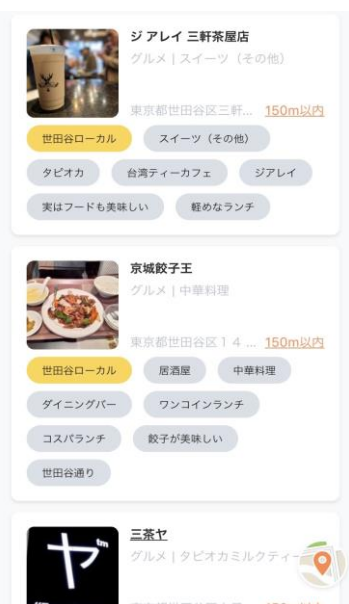 ジ アレイ 三軒茶屋店
グルメ | スイーツ（その他）
東京都世田谷区三軒... 150m以内
世田谷ローカル スイーツ（その他）
タピオカ 台湾ティーカフェ ジアレイ
実はフードも美味しい 軽めなランチ
京城餃子王
グルメ | 中華料理
東京都世田谷区１４... 150m以内
世田谷ローカル 居酒屋 中華料理
ダイニングバー ワンコインランチ
コスパランチ 餃子が美味しい
世田谷通り
三茶ヤ
グルメ | タピオカミルクティー
ヤ tm